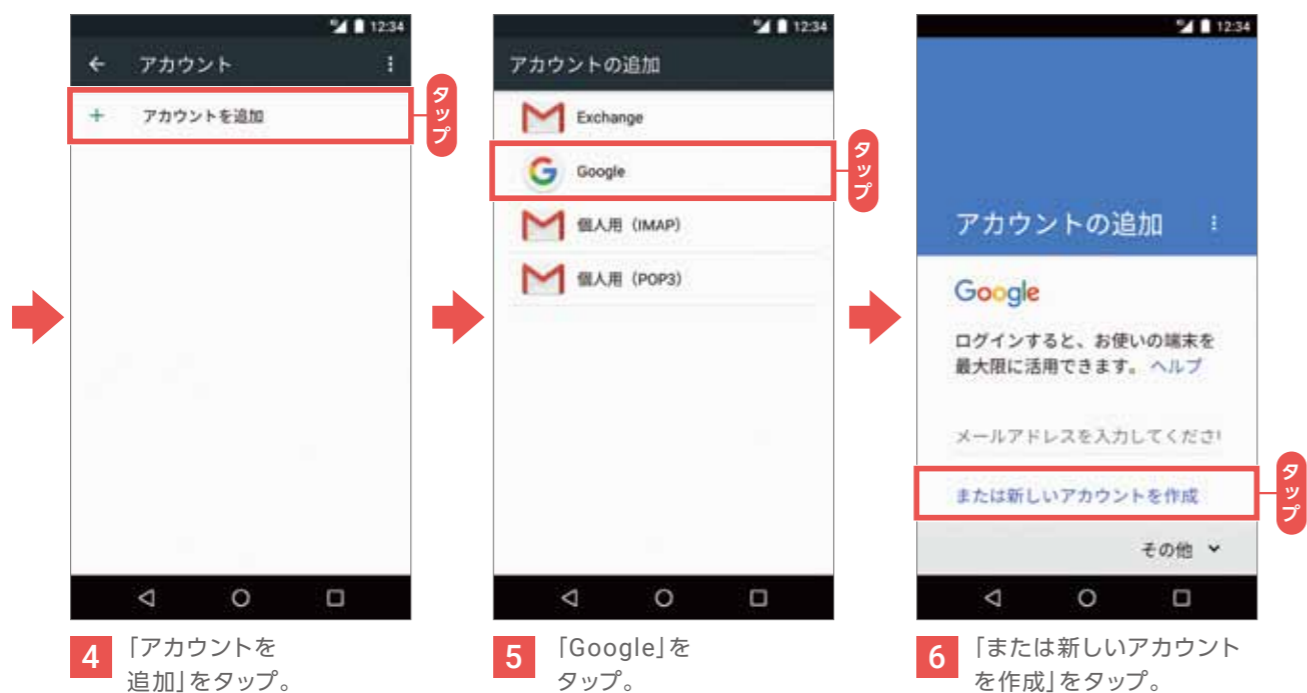 12:34
アカウント
+ アカウントを追加
タップ
4 「アカウントを
追加」をタップ。
12:34
アカウントの追加
Exchange
Google
タップ
個人用（IMAP）
個人用（POP3）
5 「Google」を
タップ。
12:34
アカウントの追加
Google
ログインすると、お使いの端末を
最大限に活用できます。 ヘルプ
メールアドレスを入力してくださ
または新しいアカウントを作成
タップ
その他
6 「または新しいアカウント
を作成」をタップ。